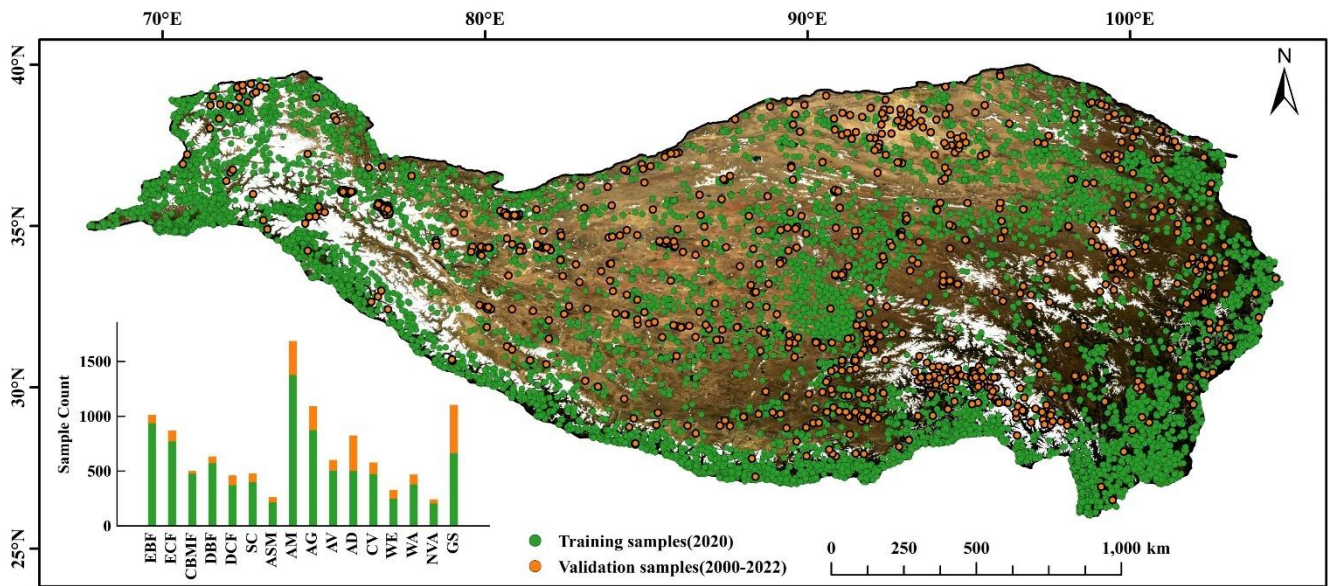 70°E 80°E 90°E 100°E
40°N
35°N
30°N
25°N
N
Sample Count
1500
1000
500
0
EBF ECF CBMF DBF DCF SC ASM AM AG AV AD CV WE WA NVA GS
Training samples(2020)
Validation samples(2000-2022)
0 250 500 1,000 km